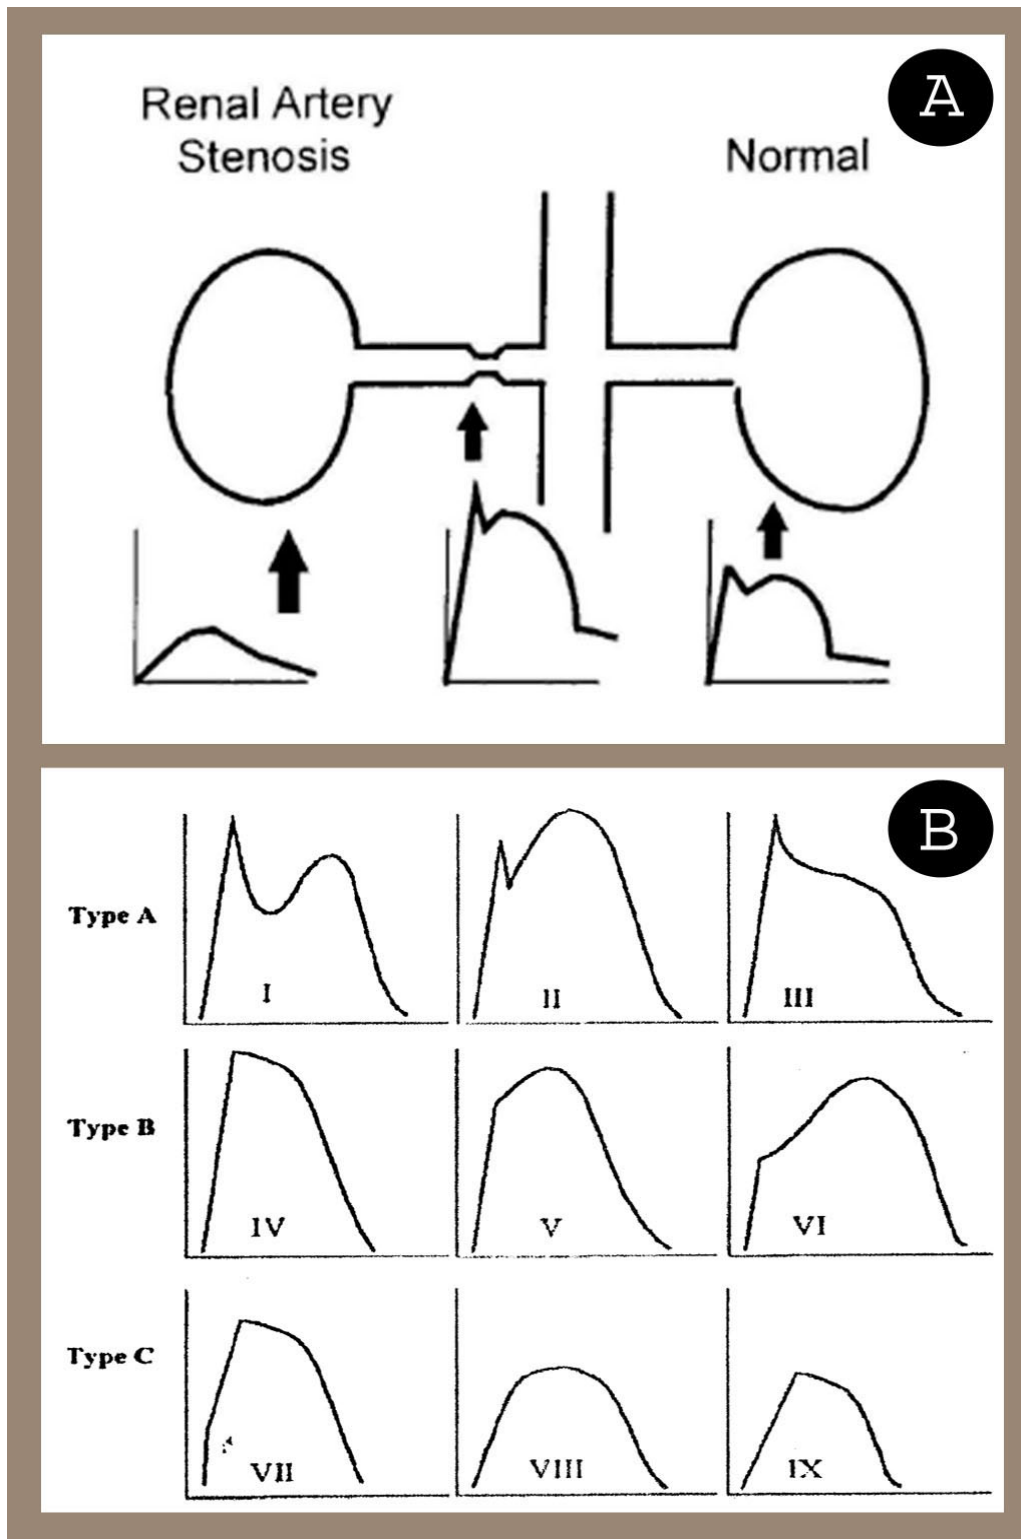 A
Renal Artery
Stenosis
Normal
B
Type A
I
II
III
Type B
IV
V
VI
Type C
VII
VIII
IX